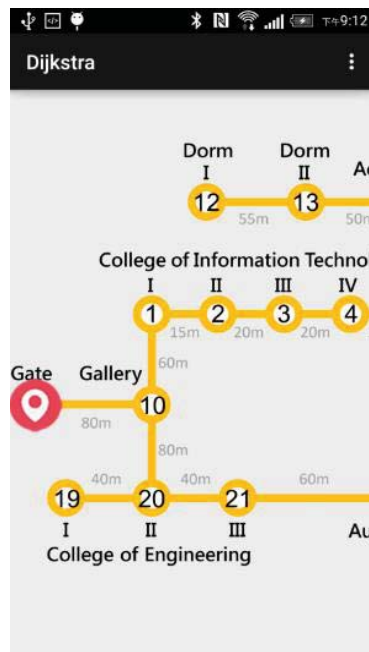 下午9:12
Dijkstra
Dorm Dorm
I II A
12 13
55m 50
College of Information Techno
I II III IV
1 2 3 4
15m 20m 20m
60m
Gate Gallery
10
80m
80m
40m 40m 60m
19 20 21
I II III Au
College of Engineering